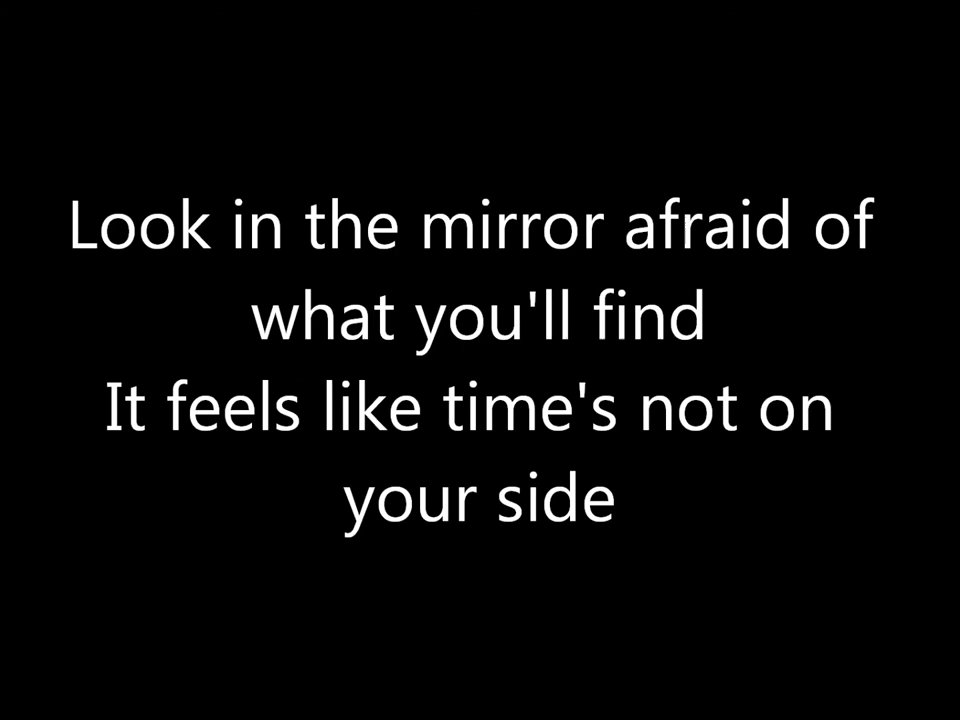 Look in the mirror afraid of
what you'll find
It feels like time's not on
your side